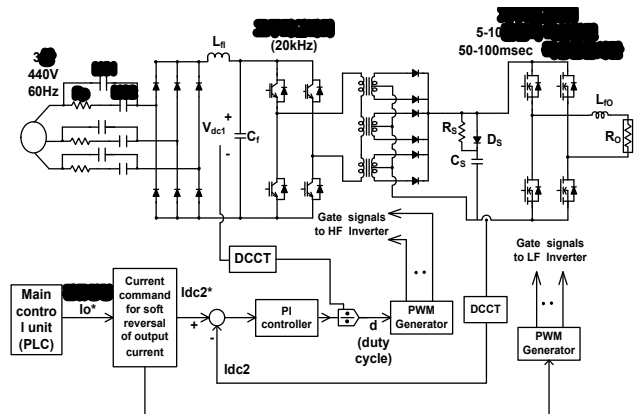 3
440V
60Hz
Lfl
(20kHz)
5-10
50-100msec
+
Vdc1
-
Cf
RS
DS
CS
LfO
RO
Gate signals
to HF Inverter
Gate signals
to LF Inverter
DCCT
DCCT
Main
contro
l unit
(PLC)
Io*
Current
command
for soft
reversal
of output
current
Idc2*
+
-
PI
controller
÷
d
(duty
cycle)
PWM
Generator
..
..
PWM
Generator
Idc2